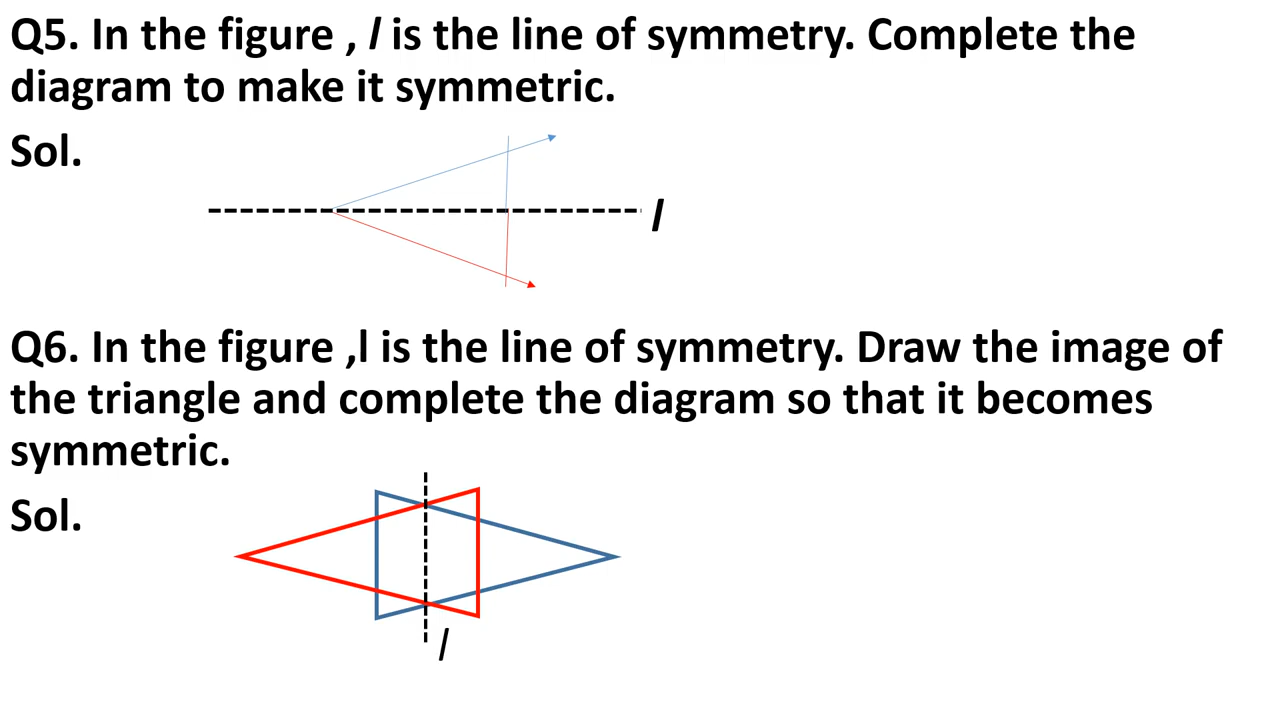 Q5. In the figure , l is the line of symmetry. Complete the
diagram to make it symmetric.
Sol.
l
Q6. In the figure ,l is the line of symmetry. Draw the image of
the triangle and complete the diagram so that it becomes
symmetric.
Sol.
l